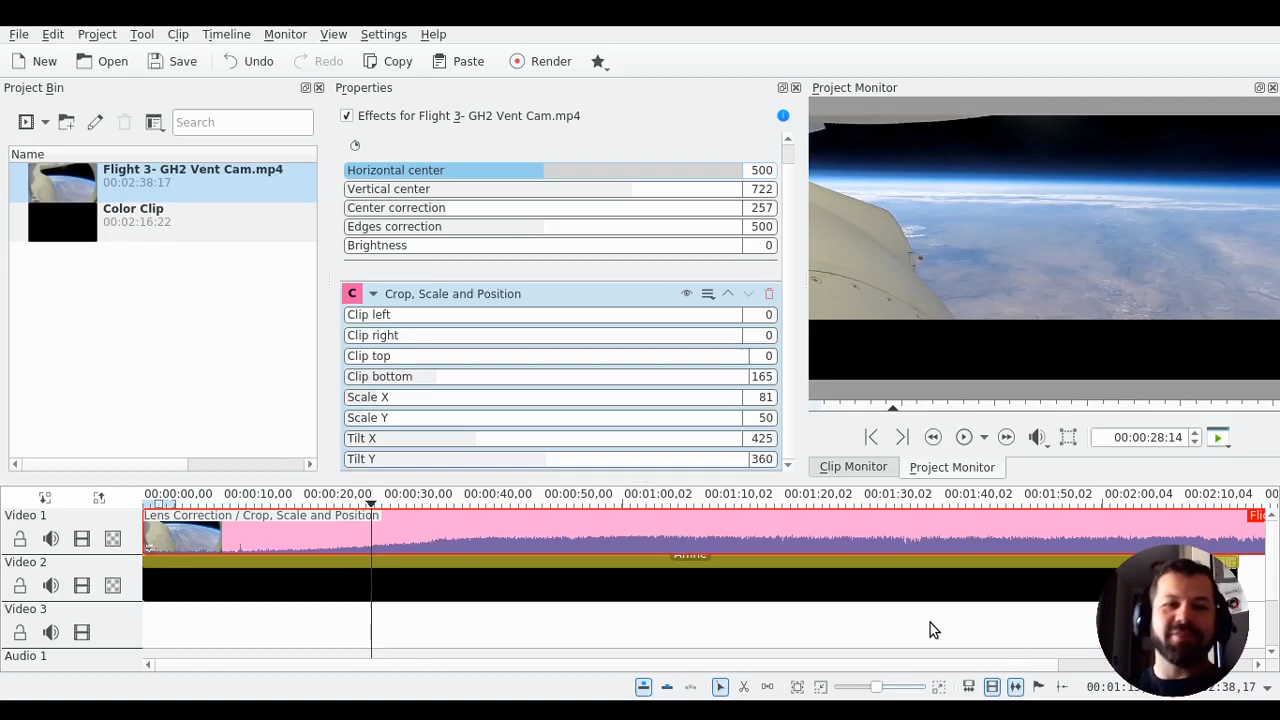 File Edit Project Tool Clip Timeline Monitor View Settings Help
New Open Save Undo Redo Copy Paste Render
Project Bin
Properties
Project Monitor
Search
Effects for Flight 3- GH2 Vent Cam.mp4
Name
Flight 3- GH2 Vent Cam.mp4
00:02:38:17
Color Clip
00:02:16:22
Horizontal center 500
Vertical center 722
Center correction 257
Edges correction 500
Brightness 0
C Crop, Scale and Position
Clip left 0
Clip right 0
Clip top 0
Clip bottom 165
Scale X 81
Scale Y 50
Tilt X 425
Tilt Y 360
00:00:28:14
Clip Monitor Project Monitor
00:00:00,00 00:00:10,00 00:00:20,00 00:00:30,00 00:00:40,00 00:00:50,00 00:01:00,02 00:01:10,02 00:01:20,02 00:01:30,02 00:01:40,02 00:01:50,02 00:02:00,04 00:02:10,04 00
Video 1
Lens Correction / Crop, Scale and Position
Video 2
Affine
Video 3
Audio 1